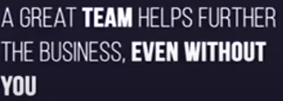 A GREAT TEAM HELPS FURTHER
THE BUSINESS, EVEN WITHOUT
YOU